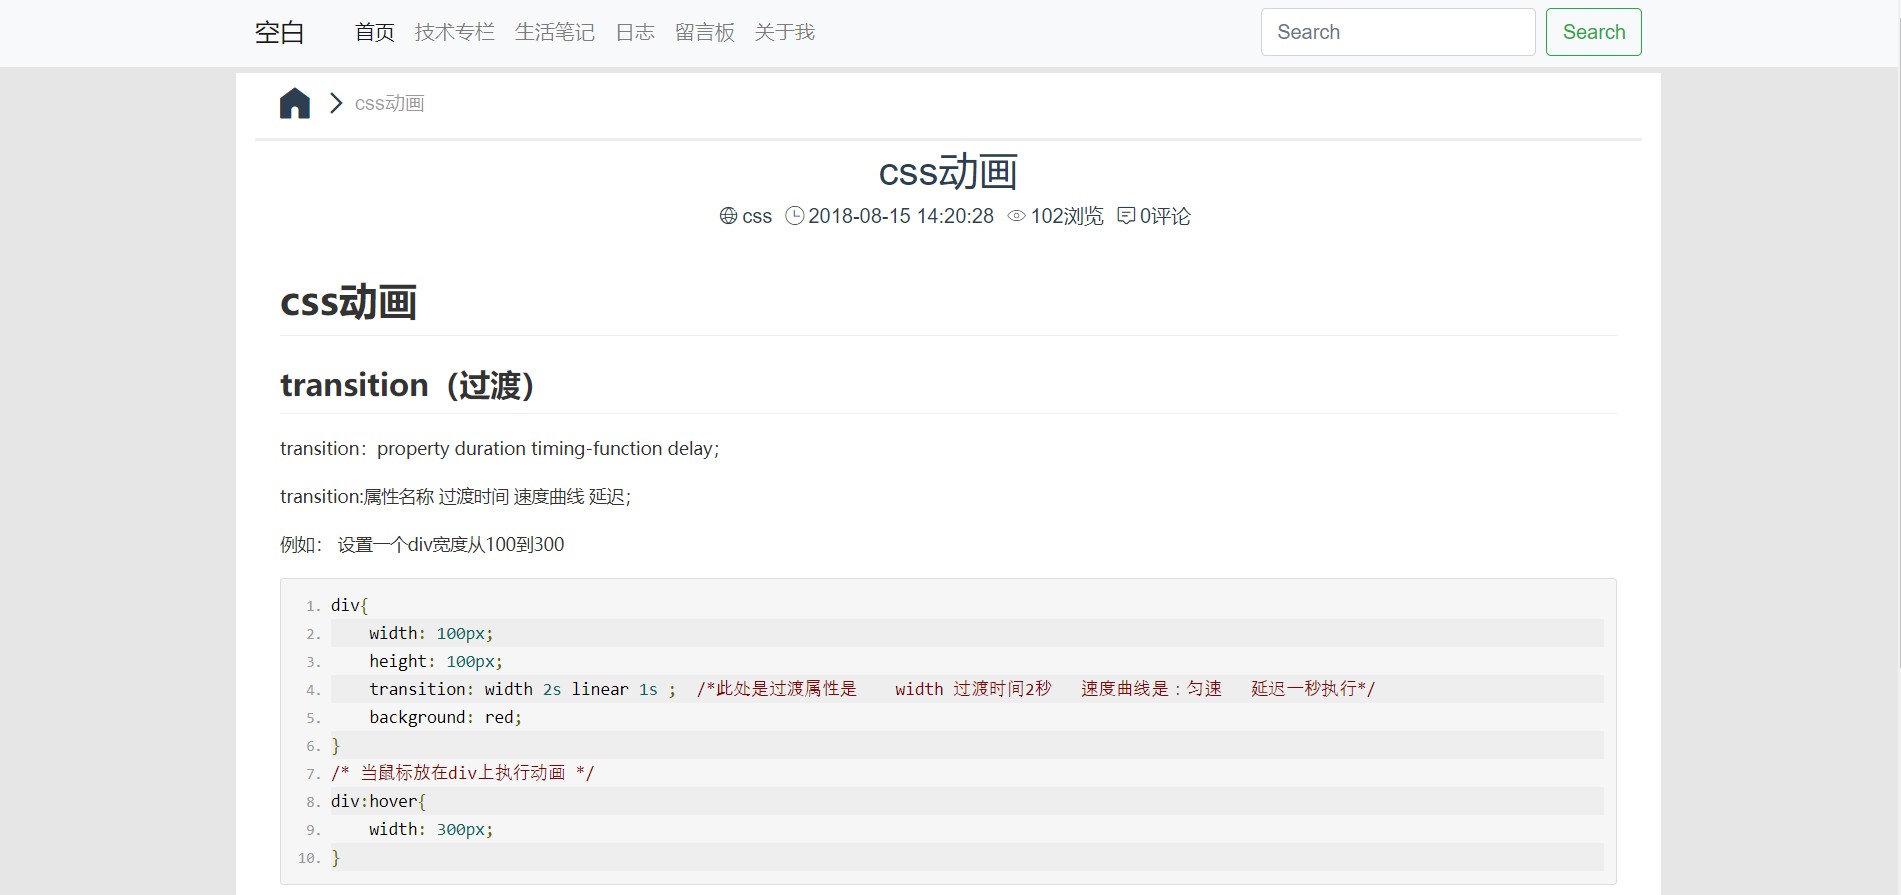 空白 首页 技术专栏 生活笔记 日志 留言板 关于我 Search Search
css动画
css动画
css 2018-08-15 14:20:28 102浏览 0评论
css动画
transition（过渡）
transition：property duration timing-function delay；
transition:属性名称 过渡时间 速度曲线 延迟；
例如： 设置一个div宽度从100到300
1. div{
2. width: 100px;
3. height: 100px;
4. transition: width 2s linear 1s ; /*此处是过渡属性是 width 过渡时间2秒 速度曲线是：匀速 延迟一秒执行*/
5. background: red;
6. }
7. /* 当鼠标放在div上执行动画 */
8. div:hover{
9. width: 300px;
10. }